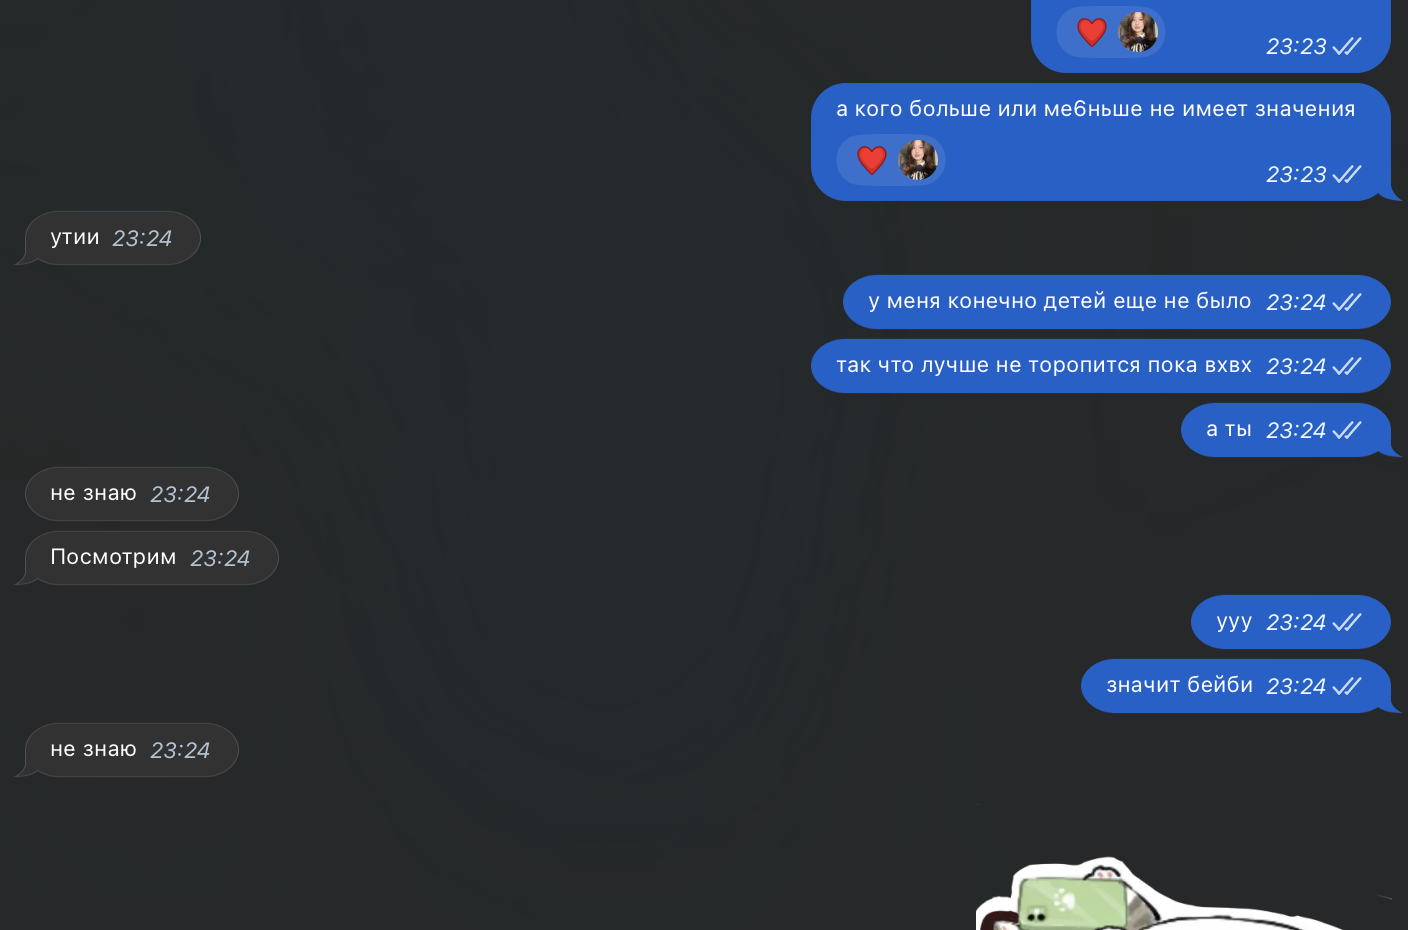 23:23
а кого больше или ме6ньше не имеет значения
23:23
утии 23:24
у меня конечно детей еще не было 23:24
так что лучше не торопится пока вхвх 23:24
а ты 23:24
не знаю 23:24
Посмотрим 23:24
ууу 23:24
значит бейби 23:24
не знаю 23:24